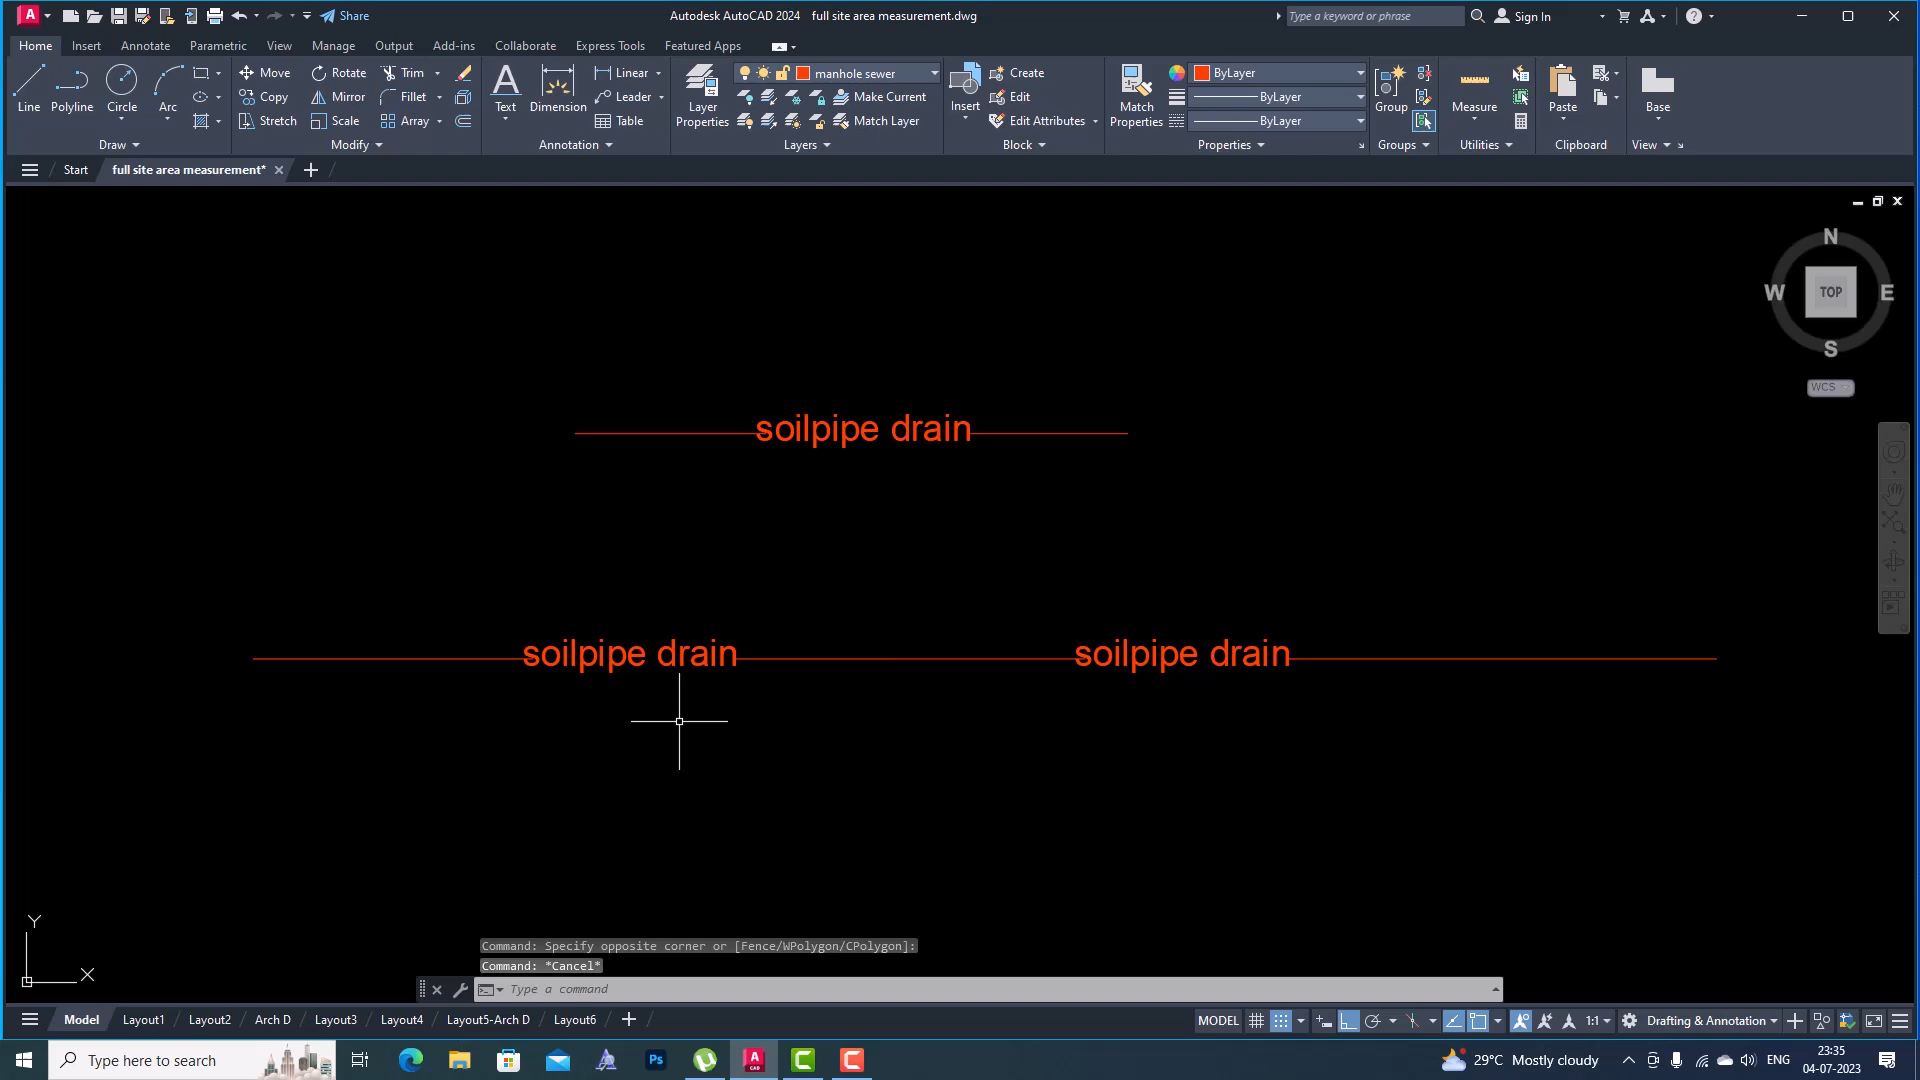 Share
Autodesk AutoCAD 2024 full site area measurement.dwg
Type a keyword or phrase
Sign In
Home Insert Annotate Parametric View Manage Output Add-ins Collaborate Express Tools Featured Apps
Line Polyline Circle Arc
Move Rotate Trim
Copy Mirror Fillet
Stretch Scale Array
Text Dimension
Linear
Leader
Table
Layer Properties
manhole sewer
Make Current
Match Layer
Insert
Create
Edit
Edit Attributes
Match Properties
ByLayer
ByLayer
ByLayer
Group
Measure
Paste
Base
Draw Modify Annotation Layers Block Properties Groups Utilities Clipboard View
Start full site area measurement*
N
W TOP E
S
WCS
soilpipe drain
soilpipe drain soilpipe drain
Y
X
Command: Specify opposite corner or [Fence/WPolygon/CPolygon]:
Command: *Cancel*
Type a command
Model Layout1 Layout2 Arch D Layout3 Layout4 Layout5-Arch D Layout6
MODEL 1:1 Drafting & Annotation
Type here to search
29°C Mostly cloudy
ENG
23:35
04-07-2023